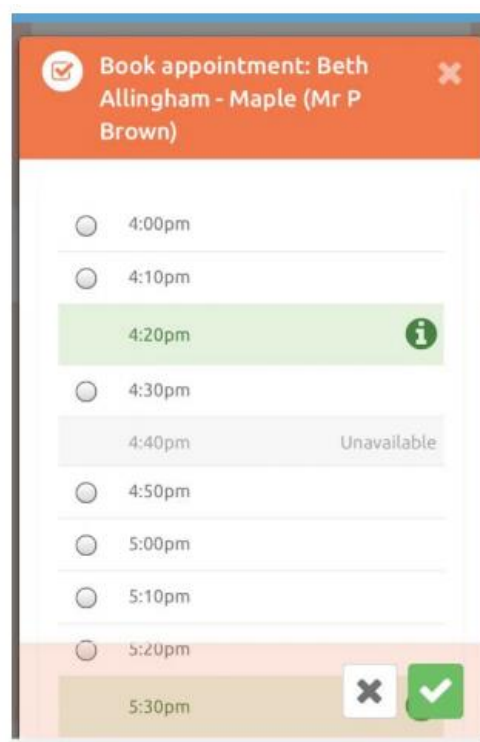 Book appointment: Beth
Allingham - Maple (Mr P
Brown)
4:00pm
4:10pm
4:20pm
4:30pm
4:40pm Unavailable
4:50pm
5:00pm
5:10pm
5:20pm
5:30pm